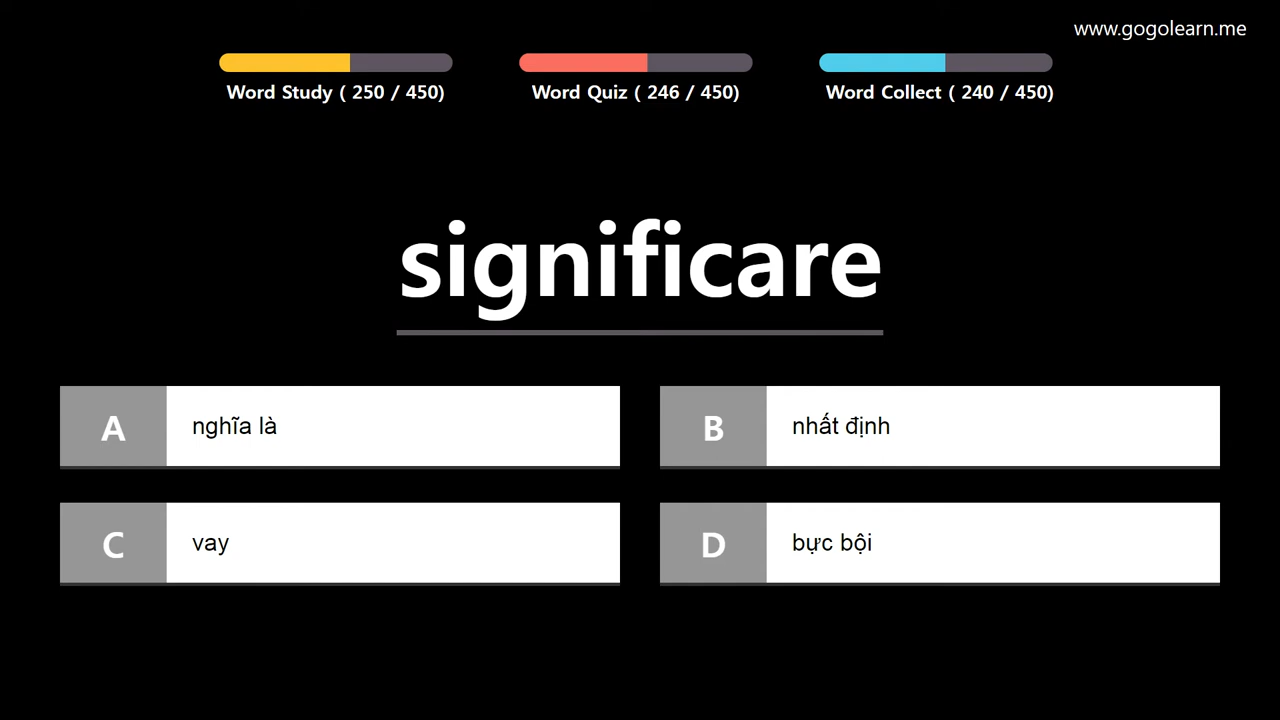 www.gogolearn.me
Word Study ( 250 / 450)
Word Quiz ( 246 / 450)
Word Collect ( 240 / 450)
significare
A
nghĩa là
B
nhất định
C
vay
D
bực bội